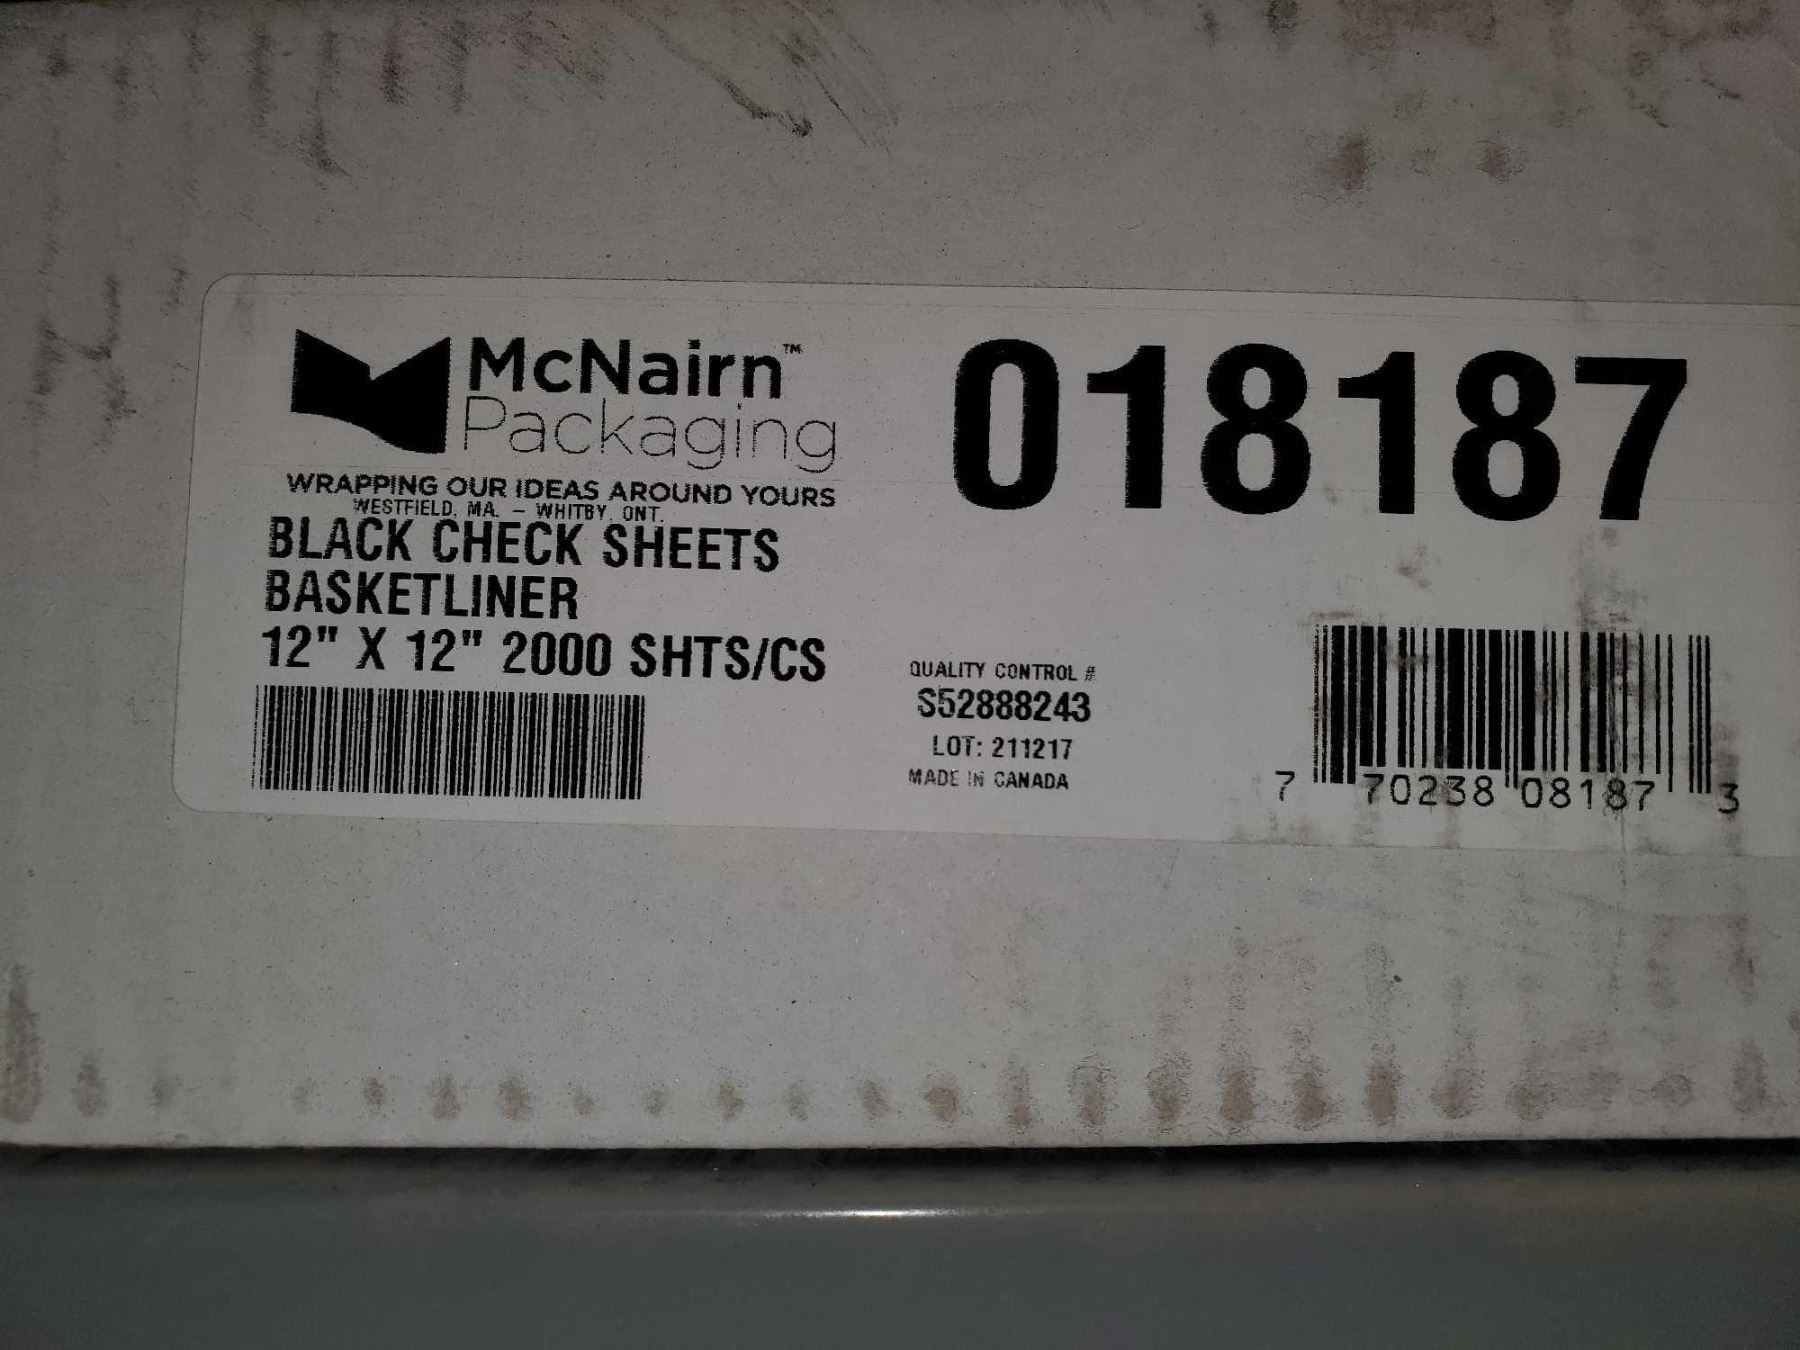 McNairn™
Packaging
WRAPPING OUR IDEAS AROUND YOURS
WESTFIELD, MA. – WHITBY, ONT.
BLACK CHECK SHEETS
BASKETLINER
12" X 12" 2000 SHTS/CS
018187
QUALITY CONTROL #
S52888243
LOT: 211217
MADE IN CANADA
7 70238 08187 3